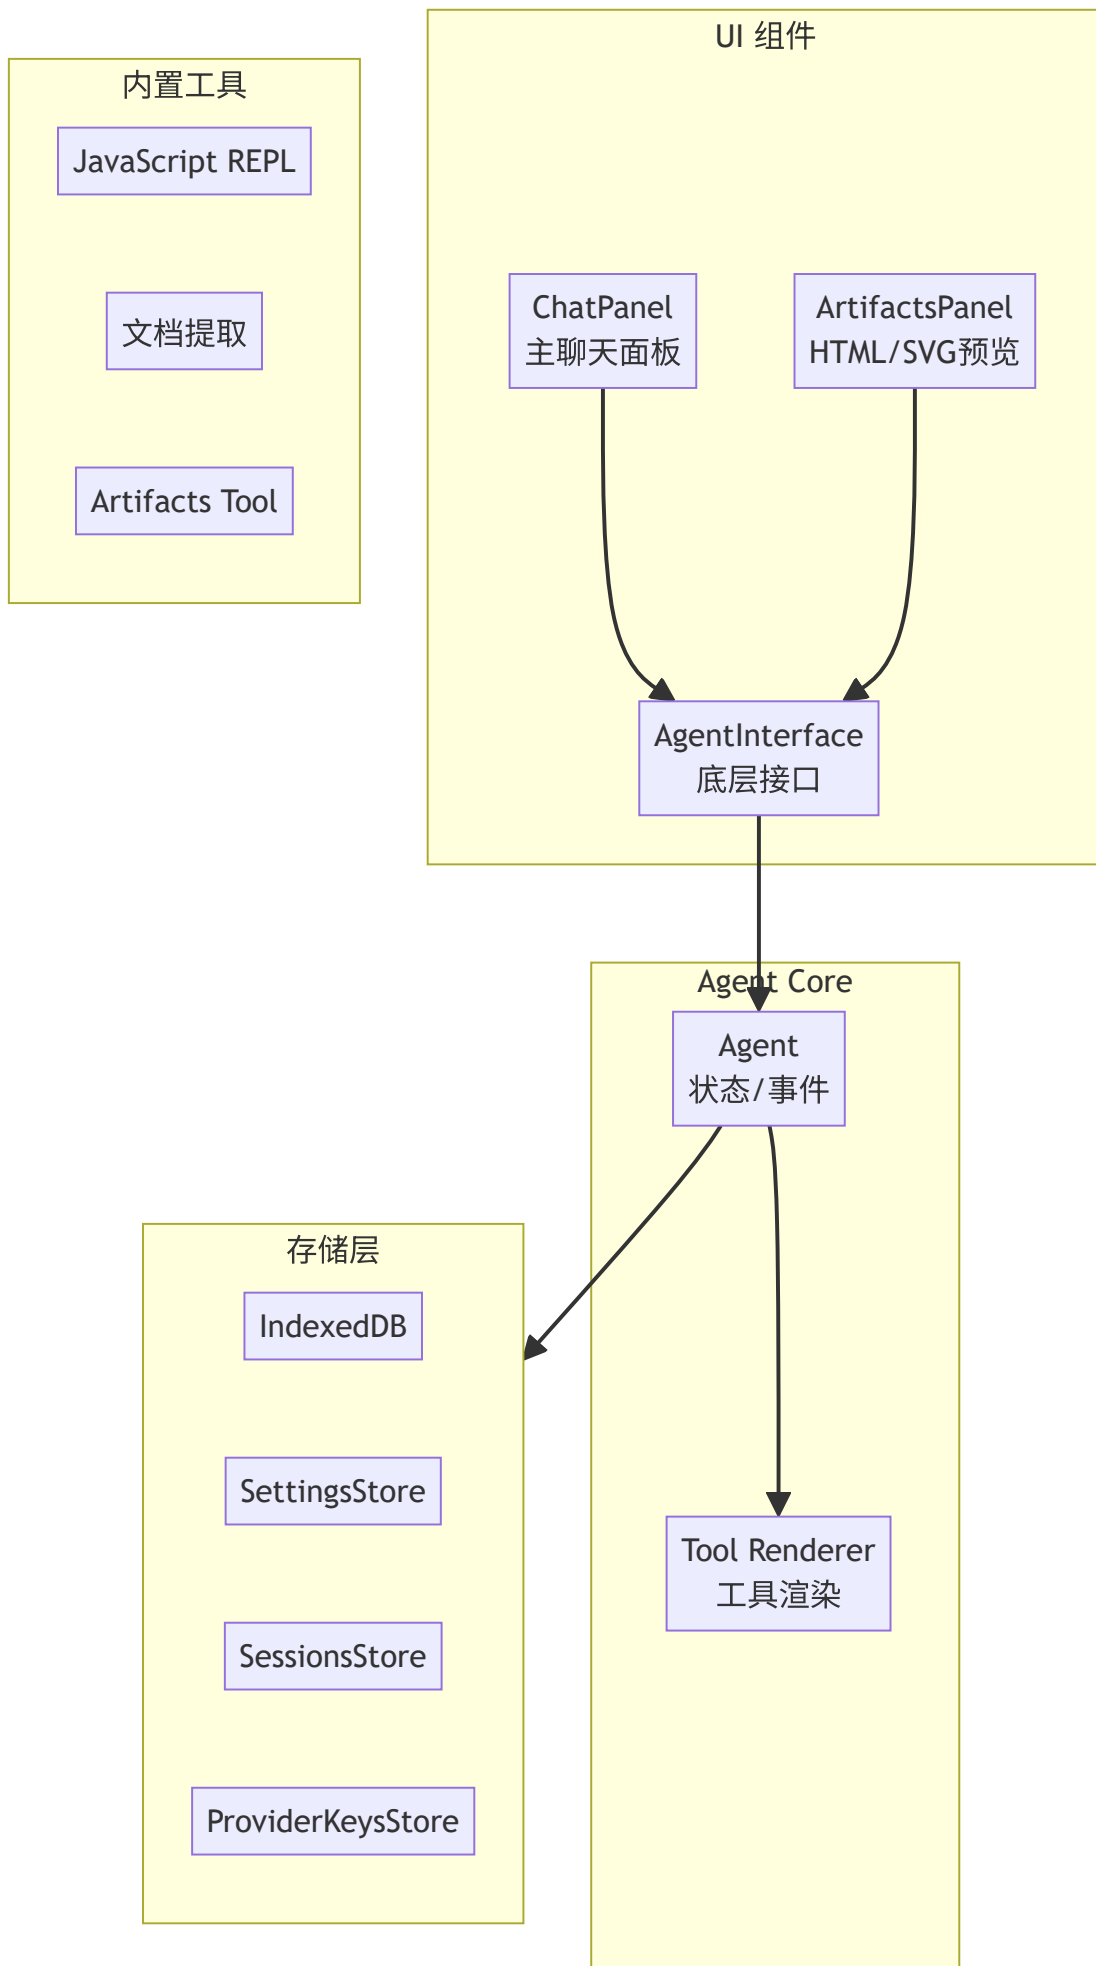 UI 组件
内置工具
JavaScript REPL
文档提取
Artifacts Tool
ChatPanel
主聊天面板
ArtifactsPanel
HTML/SVG预览
AgentInterface
底层接口
Agent Core
Agent
状态/事件
存储层
IndexedDB
SettingsStore
SessionsStore
ProviderKeysStore
Tool Renderer
工具渲染